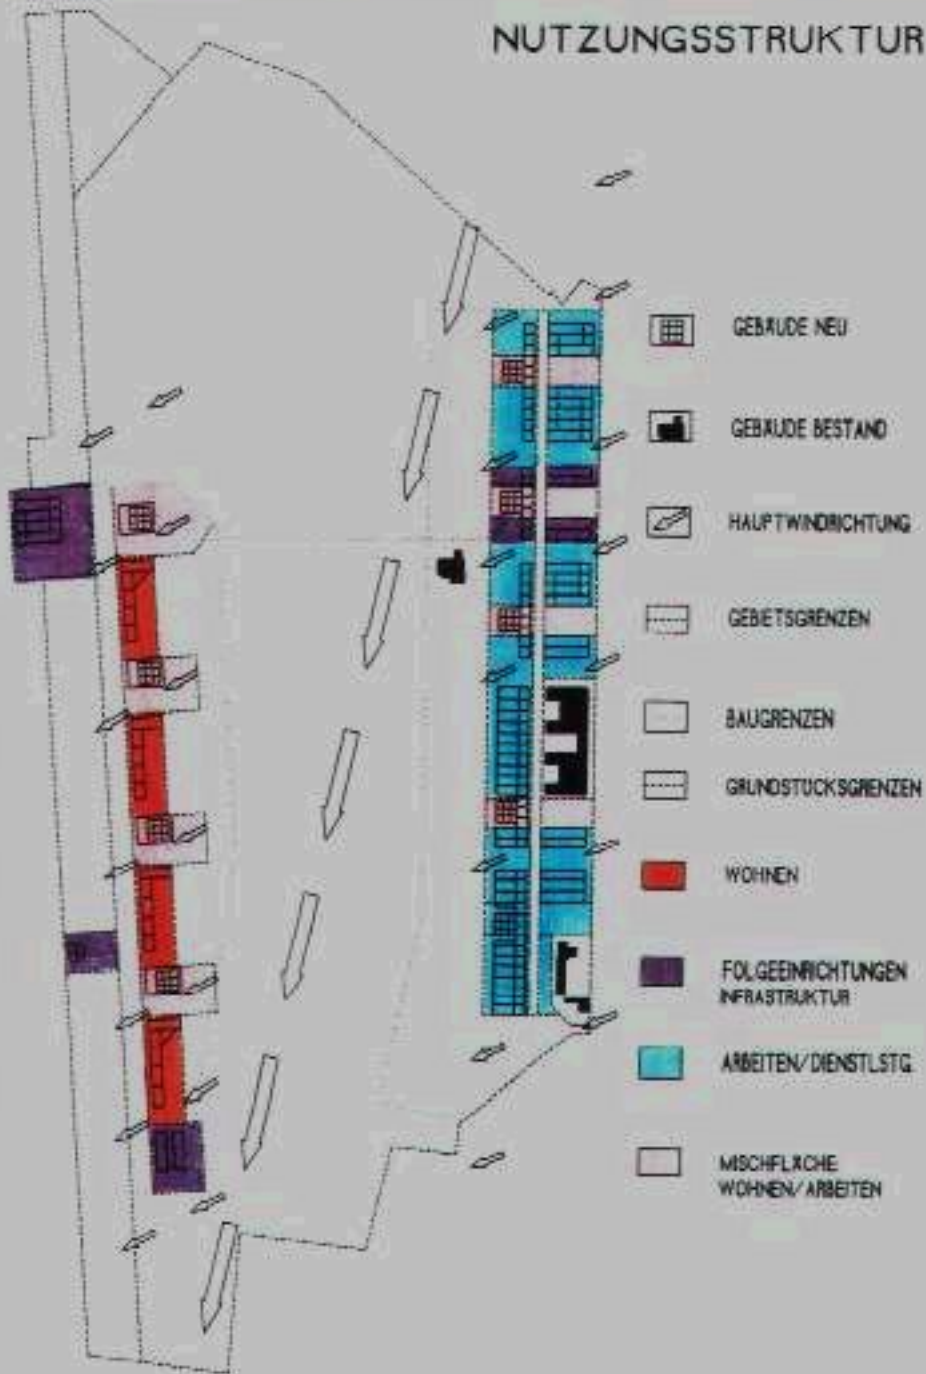 NUTZUNGSSTRUKTUR
GEBÄUDE NEU
GEBÄUDE BESTAND
HAUPTWINDRICHTUNG
GEBIETSGRENZEN
BAUGRENZEN
GRUNDSTÜCKSGRENZEN
WOHNEN
FOLGEEINRICHTUNGEN
INFRASTRUKTUR
ARBEITEN/DIENSTLSTG.
MISCHFLÄCHE
WOHNEN/ARBEITEN